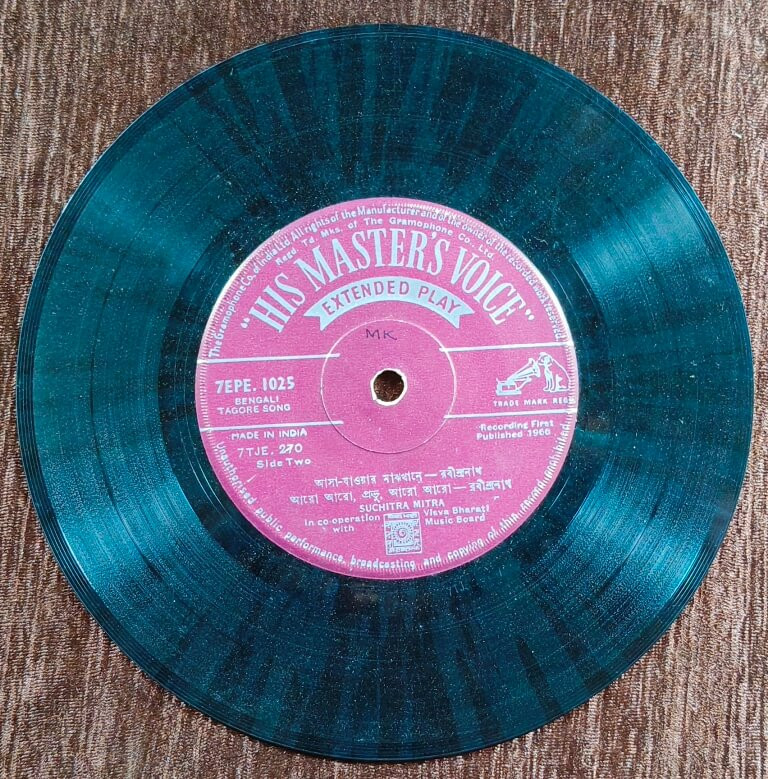 The Gramophone Co. of India Ltd. All rights of the Manufacturer and of the owner of the recorded work reserved
Regd. Td. Mks. of The Gramophone Co. Ltd.
"HIS MASTER'S VOICE"
EXTENDED PLAY
MK
7EPE. 1025
BENGALI
TAGORE SONG
TRADE MARK REGD
MADE IN INDIA
7TJE. 270
Side Two
Recording First
Published 1966
আসা-যাওয়ার মাঝখানে—রবীন্দ্রনাথ
আরো আরো, প্রভু, আরো আরো—রবীন্দ্রনাথ
SUCHITRA MITRA
In co-operation
with
Visva Bharati
Music Board
Unauthorised public performance, broadcasting and copying of this record prohibited